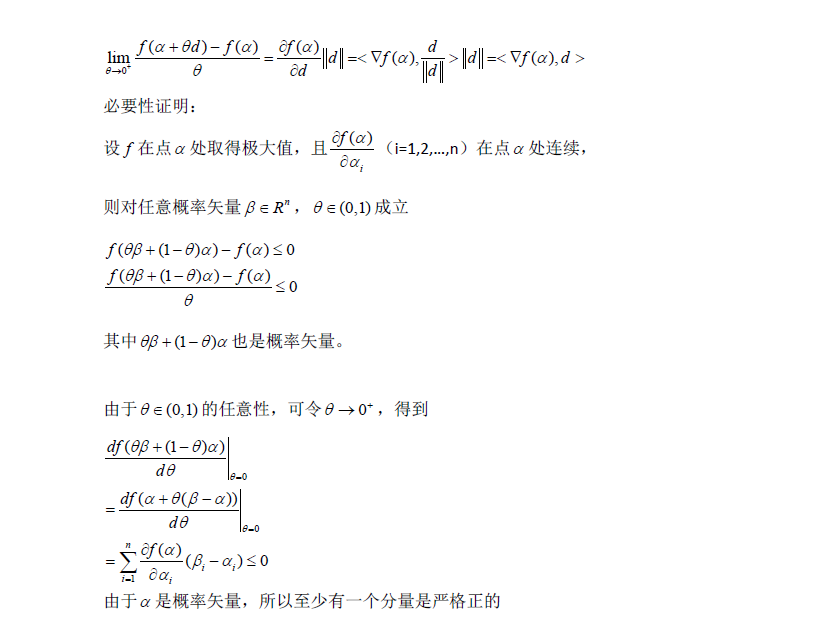 $\lim_{\theta \to 0^+} \frac{f(\alpha+\theta d)-f(\alpha)}{\theta} = \frac{\partial f(\alpha)}{\partial d} \|d\| = <\nabla f(\alpha), \frac{d}{\|d\|}> \|d\| = <\nabla f(\alpha), d>$
必要性证明：
设 $f$ 在点 $\alpha$ 处取得极大值，且 $\frac{\partial f(\alpha)}{\partial \alpha_i}$（i=1,2,…,n）在点 $\alpha$ 处连续，
则对任意概率矢量 $\beta \in R^n$，$\theta \in (0,1)$ 成立
$f(\theta\beta+(1-\theta)\alpha)-f(\alpha) \leq 0$
$\frac{f(\theta\beta+(1-\theta)\alpha)-f(\alpha)}{\theta} \leq 0$
其中 $\theta\beta+(1-\theta)\alpha$ 也是概率矢量。
由于 $\theta \in (0,1)$ 的任意性，可令 $\theta \to 0^+$，得到
$\left.\frac{df(\theta\beta+(1-\theta)\alpha)}{d\theta}\right|_{\theta=0}$
$= \left.\frac{df(\alpha+\theta(\beta-\alpha))}{d\theta}\right|_{\theta=0}$
$= \sum_{i=1}^{n} \frac{\partial f(\alpha)}{\partial \alpha_i} (\beta_i-\alpha_i) \leq 0$
由于 $\alpha$ 是概率矢量，所以至少有一个分量是严格正的